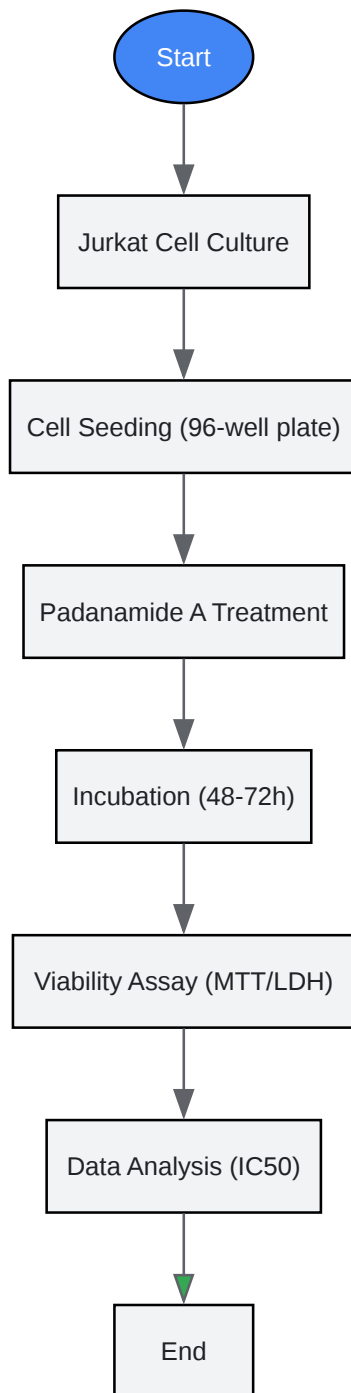 Start
Jurkat Cell Culture
Cell Seeding (96-well plate)
Padanamide A Treatment
Incubation (48-72h)
Viability Assay (MTT/LDH)
Data Analysis (IC50)
End